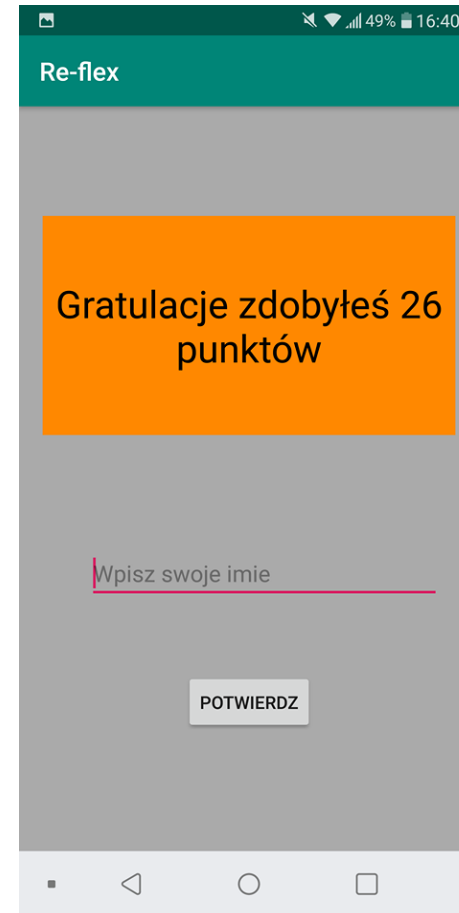 49% 16:40
Re-flex
Gratulacje zdobyłeś 26
punktów
Wpisz swoje imie
POTWIERDZ